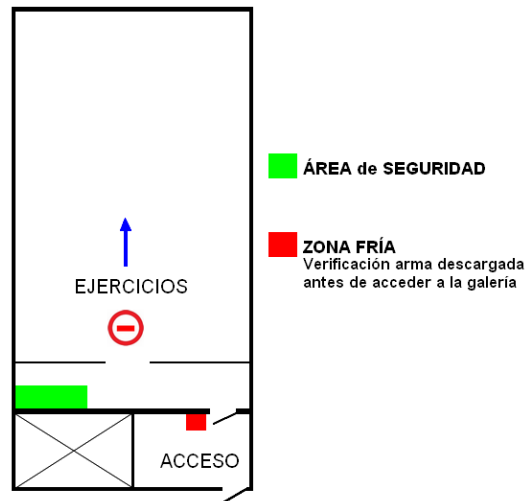 ÁREA de SEGURIDAD
ZONA FRÍA
Verificación arma descargada
antes de acceder a la galería
EJERCICIOS
ACCESO